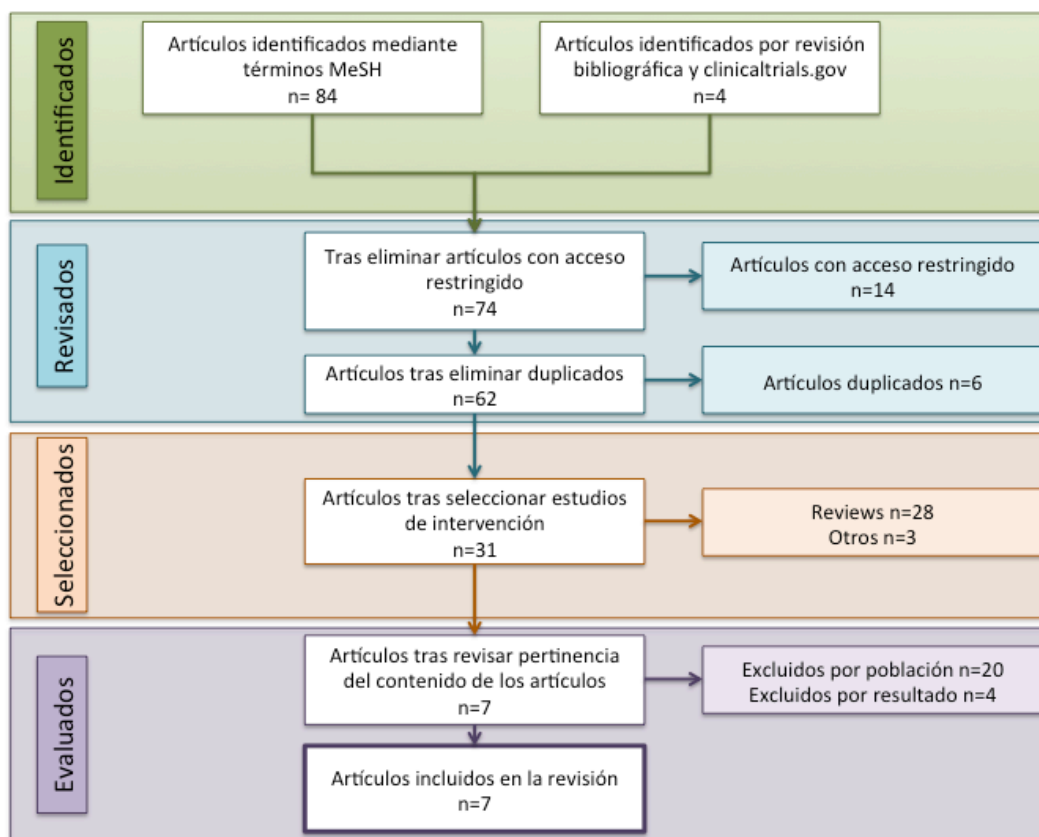 Identificados
Artículos identificados mediante
términos MeSH
n= 84
Artículos identificados por revisión
bibliográfica y clinicaltrials.gov
n=4
Revisados
Tras eliminar artículos con acceso
restringido
n=74
Artículos con acceso restringido
n=14
Artículos tras eliminar duplicados
n=62
Artículos duplicados n=6
Seleccionados
Artículos tras seleccionar estudios
de intervención
n=31
Reviews n=28
Otros n=3
Evaluados
Artículos tras revisar pertinencia
del contenido de los artículos
n=7
Excluidos por población n=20
Excluidos por resultado n=4
Artículos incluidos en la revisión
n=7